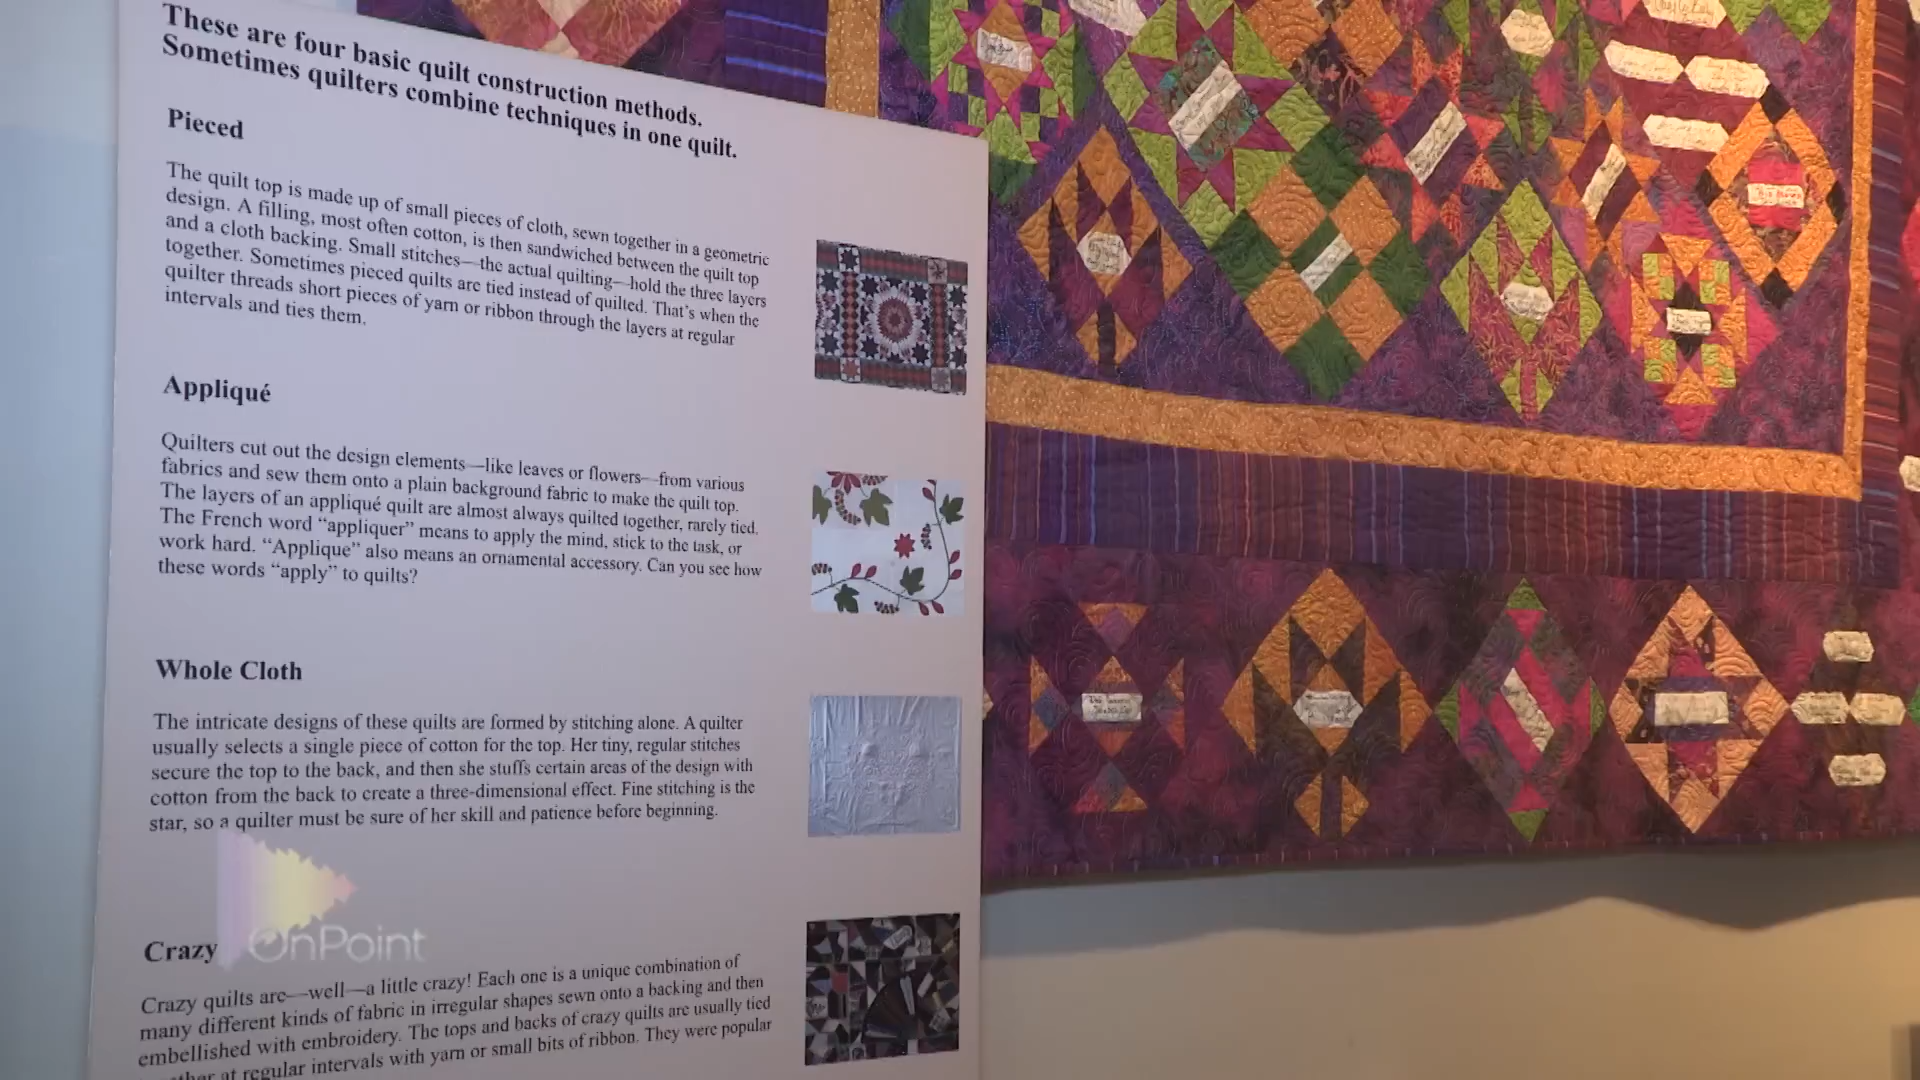 These are four basic quilt construction methods.
Sometimes quilters combine techniques in one quilt.
Pieced
The quilt top is made up of small pieces of cloth, sewn together in a geometric
design. A filling, most often cotton, is then sandwiched between the quilt top
and a cloth backing. Small stitches—the actual quilting—hold the three layers
together. Sometimes pieced quilts are tied instead of quilted. That’s when the
quilter threads short pieces of yarn or ribbon through the layers at regular
intervals and ties them.
Appliqué
Quilters cut out the design elements—like leaves or flowers—from various
fabrics and sew them onto a plain background fabric to make the quilt top.
The layers of an appliqué quilt are almost always quilted together, rarely tied.
The French word “appliquer” means to apply the mind, stick to the task, or
work hard. “Applique” also means an ornamental accessory. Can you see how
these words “apply” to quilts?
Whole Cloth
The intricate designs of these quilts are formed by stitching alone. A quilter
usually selects a single piece of cotton for the top. Her tiny, regular stitches
secure the top to the back, and then she stuffs certain areas of the design with
cotton from the back to create a three-dimensional effect. Fine stitching is the
star, so a quilter must be sure of her skill and patience before beginning.
Crazy
Crazy quilts are—well—a little crazy! Each one is a unique combination of
many different kinds of fabric in irregular shapes sewn onto a backing and then
embellished with embroidery. The tops and backs of crazy quilts are usually tied
at regular intervals with yarn or small bits of ribbon. They were popular
OnPoint